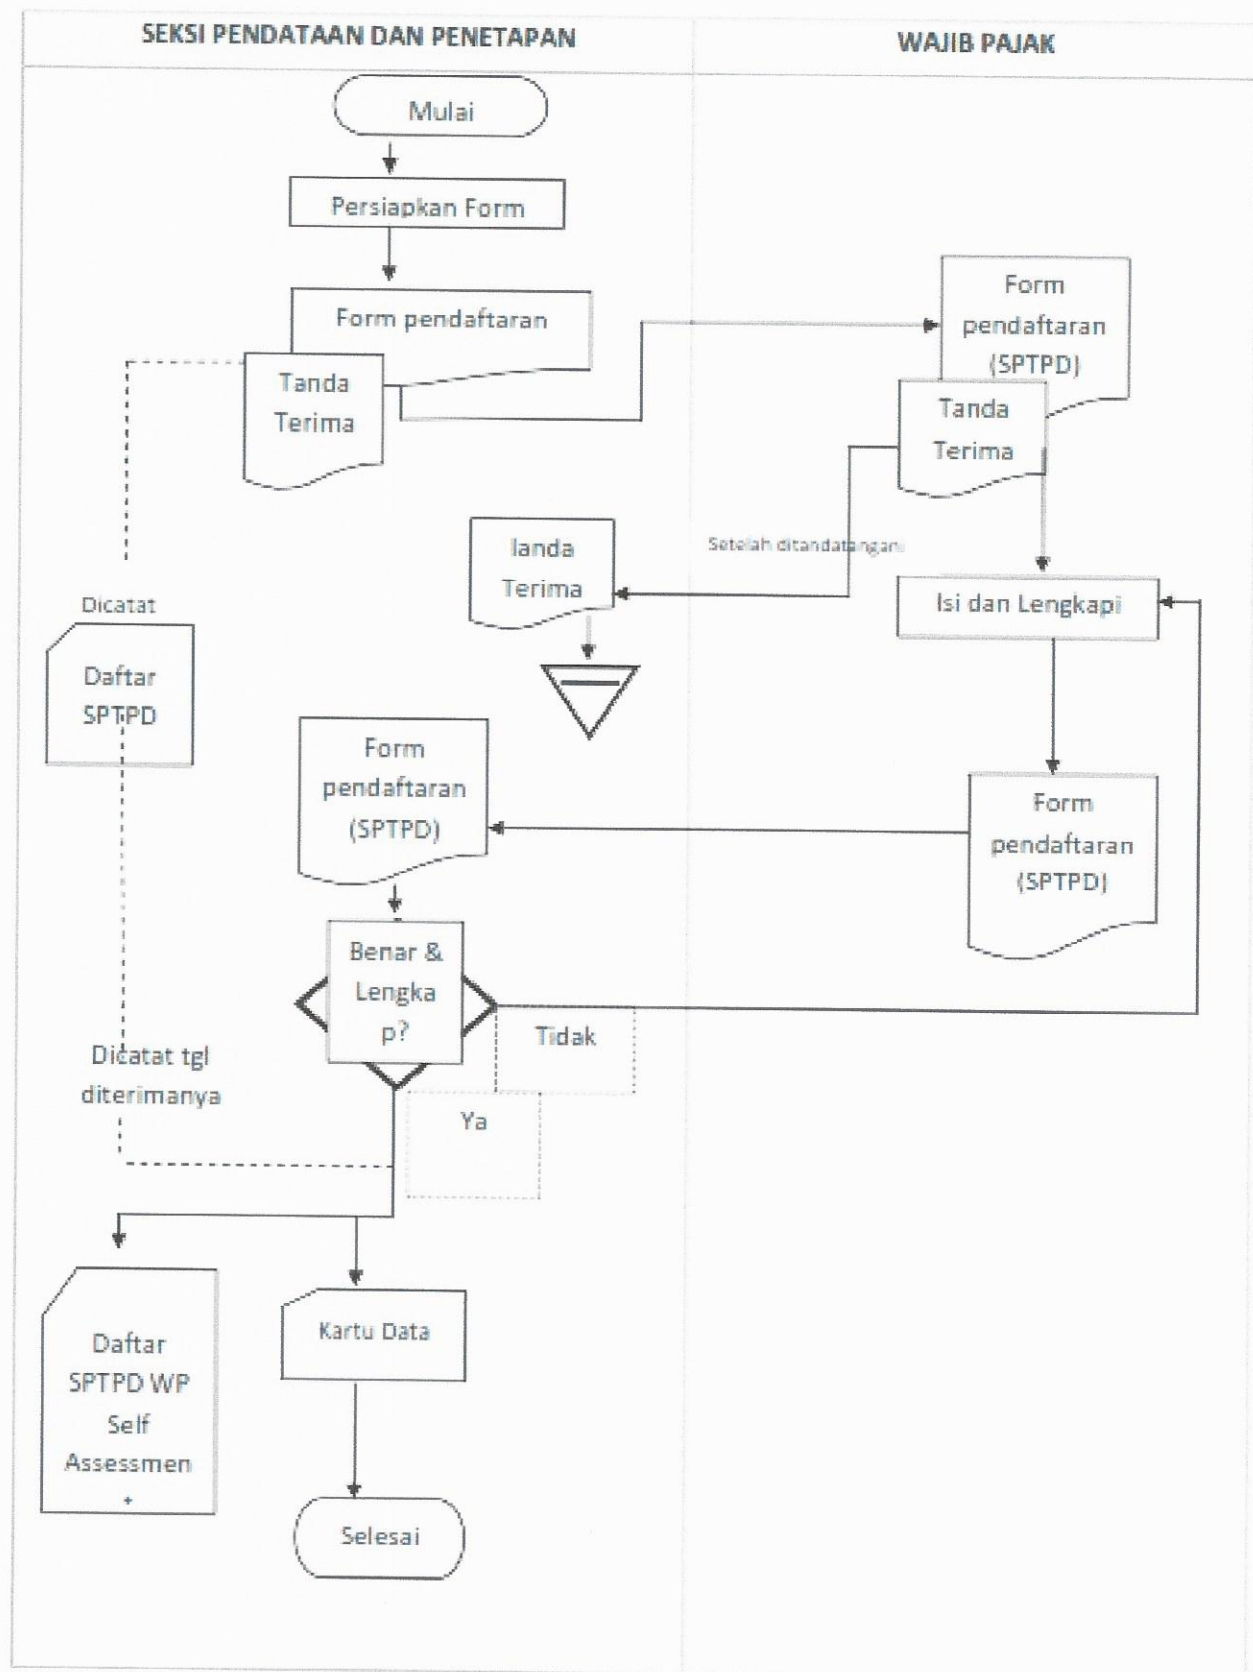 SEKSI PENDATAAN DAN PENETAPAN
WAJIB PAJAK
Mulai
Persiapkan Form
Form pendaftaran
Tanda
Terima
Form
pendaftaran
(SPTPD)
Tanda
Terima
Setelah ditandatangani
Tanda
Terima
Isi dan Lengkapi
Dicatat
Daftar
SPTPD
Form
pendaftaran
(SPTPD)
Form
pendaftaran
(SPTPD)
Benar &
Lengka
p?
Tidak
Dicatat tgl
diterimanya
Ya
Daftar
SPTPD WP
Self
Assessmen
Kartu Data
Selesai